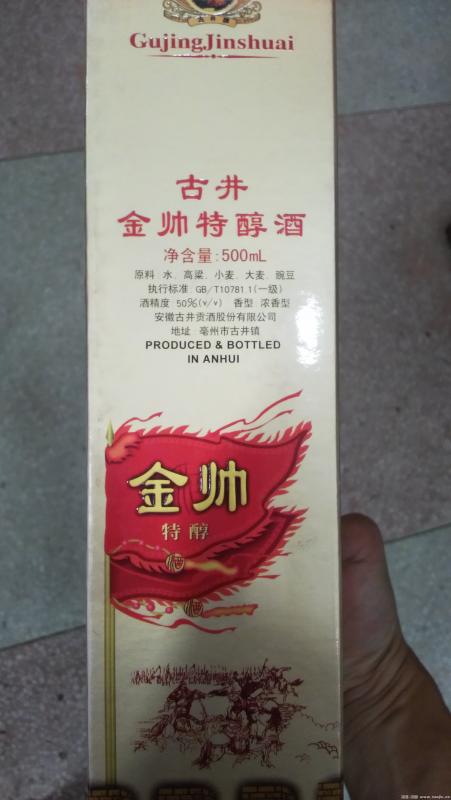 GujingJinshuai
古井
金帅特醇酒
净含量:500mL
原料:水、高粱、小麦、大麦、豌豆
执行标准:GB/T10781.1(一级)
酒精度:50%(v/v) 香型:浓香型
安徽古井贡酒股份有限公司
地址:亳州市古井镇
PRODUCED & BOTTLED
IN ANHUI
金帅
特醇
酒
酒